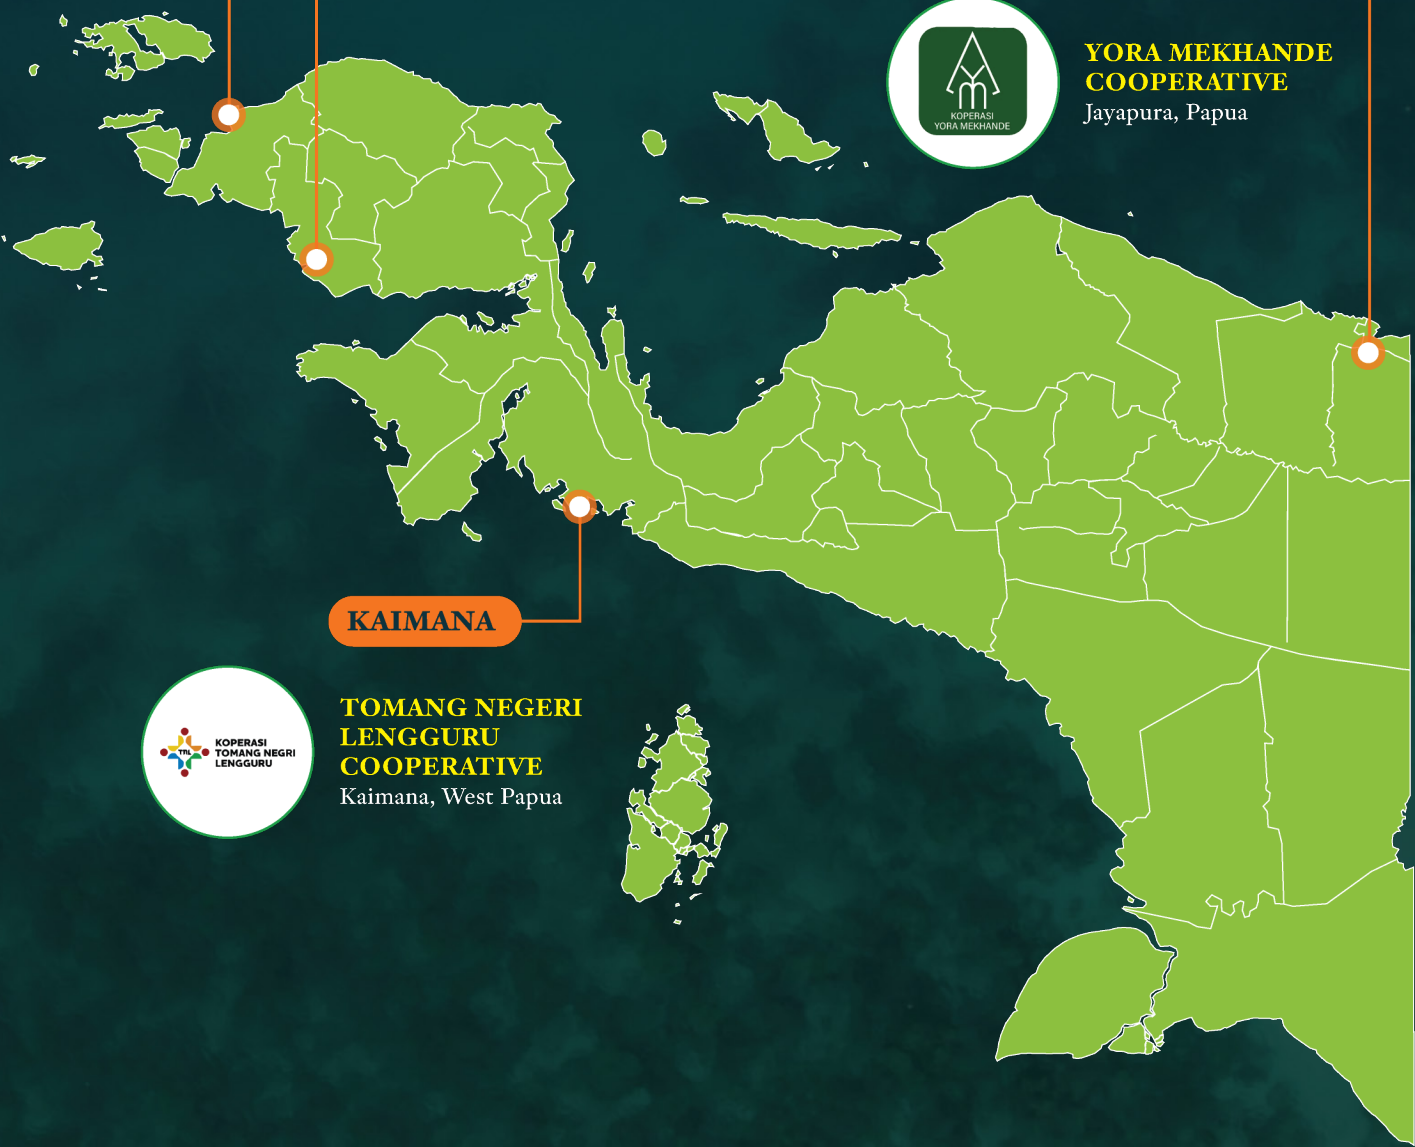 YORA MEKHANDE
COOPERATIVE
Jayapura, Papua
KOPERASI
YORA MEKHANDE
KAIMANA
TOMANG NEGERI
LENGGURU
COOPERATIVE
Kaimana, West Papua
TNL
KOPERASI
TOMANG NEGRI
LENGGURU